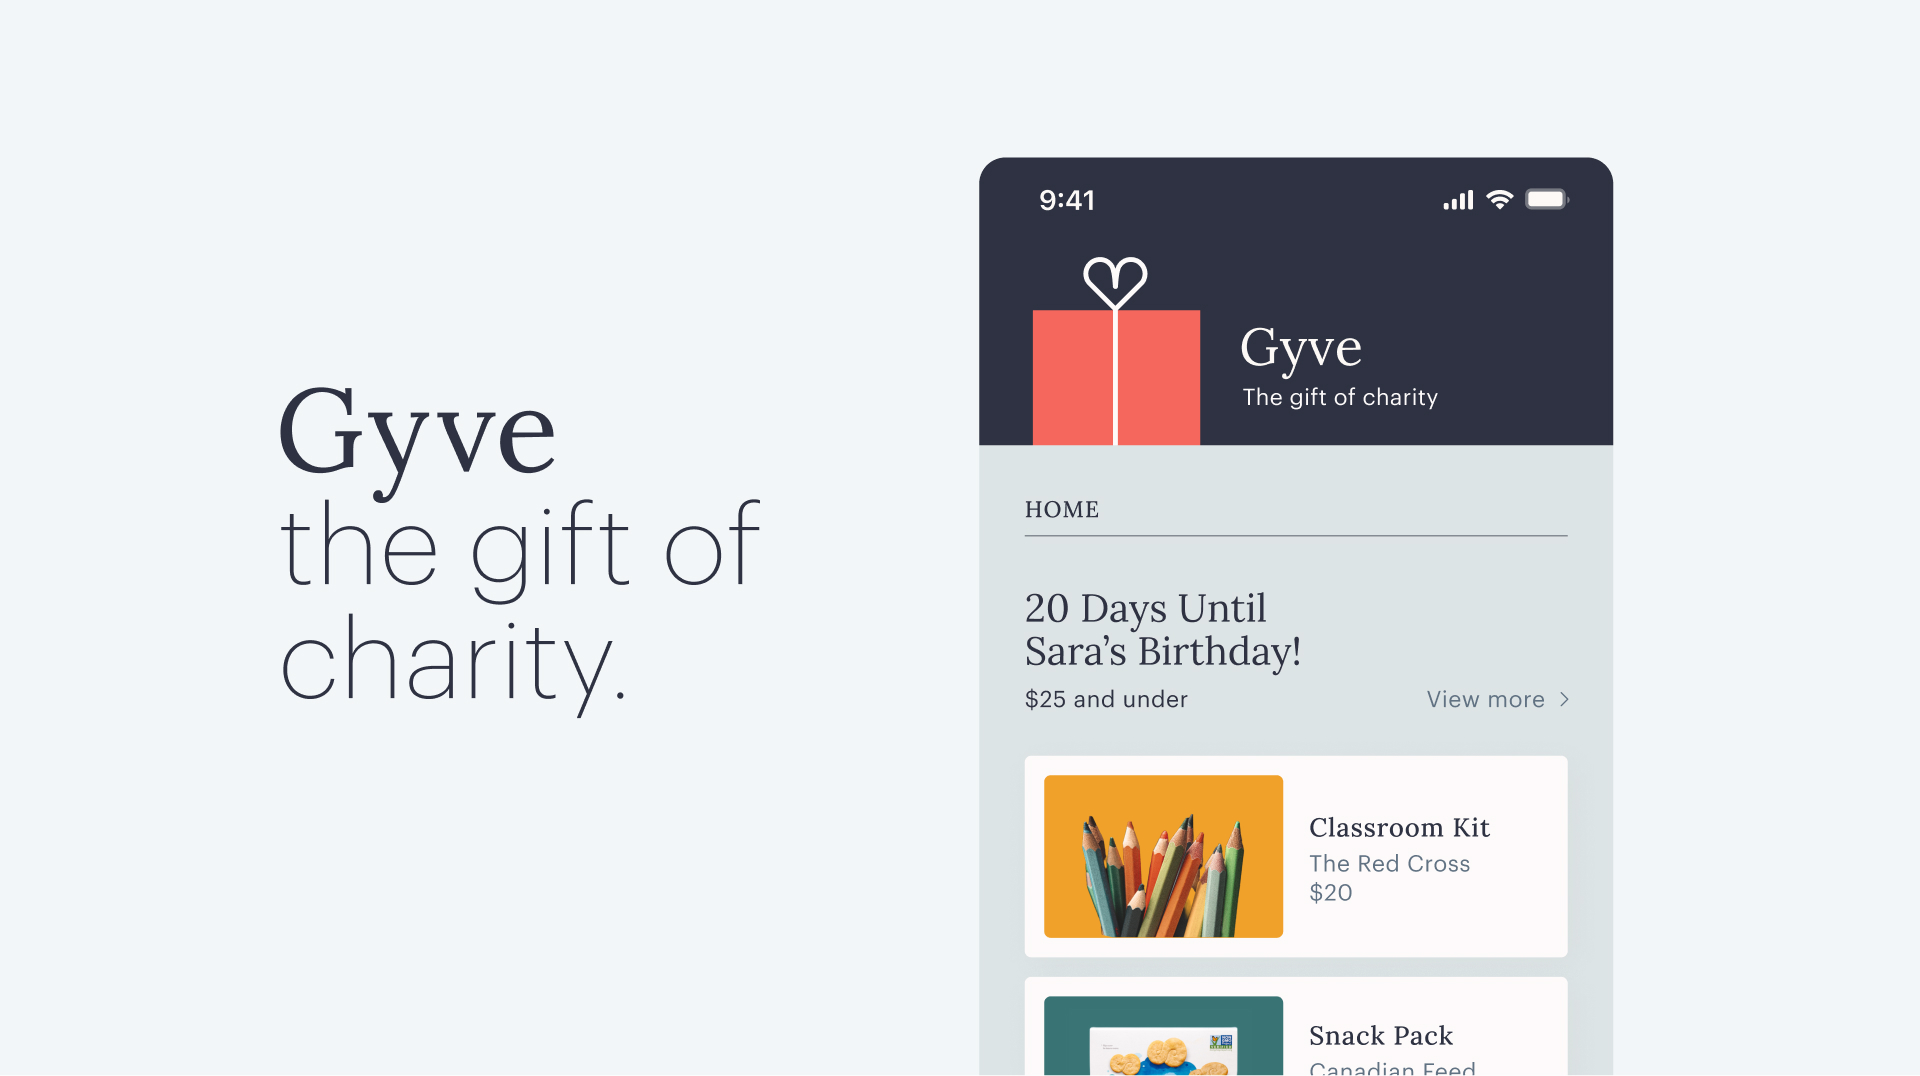 Gyve
the gift of
charity.
9:41
Gyve
The gift of charity
HOME
20 Days Until
Sara’s Birthday!
$25 and under
View more
Classroom Kit
The Red Cross
$20
Snack Pack
Canadian Feed